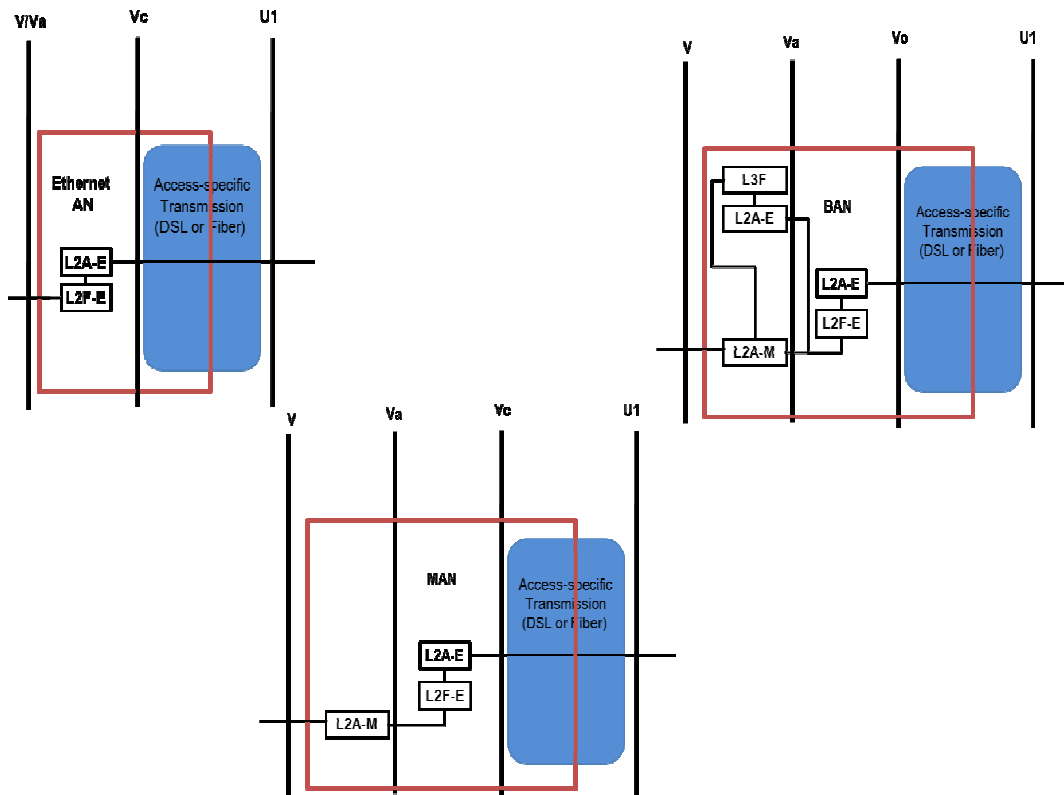 V/Va
Vc
U1
Ethernet
AN
Access-specific
Transmission
(DSL or Fiber)
L2A-E
L2F-E
V
Va
Vo
U1
L3F
L2A-E
BAN
Access-specific
Transmission
(DSL or Fiber)
L2A-E
L2F-E
L2A-M
V
Va
Vc
U1
MAN
Access-specific
Transmission
(DSL or Fiber)
L2A-E
L2F-E
L2A-M